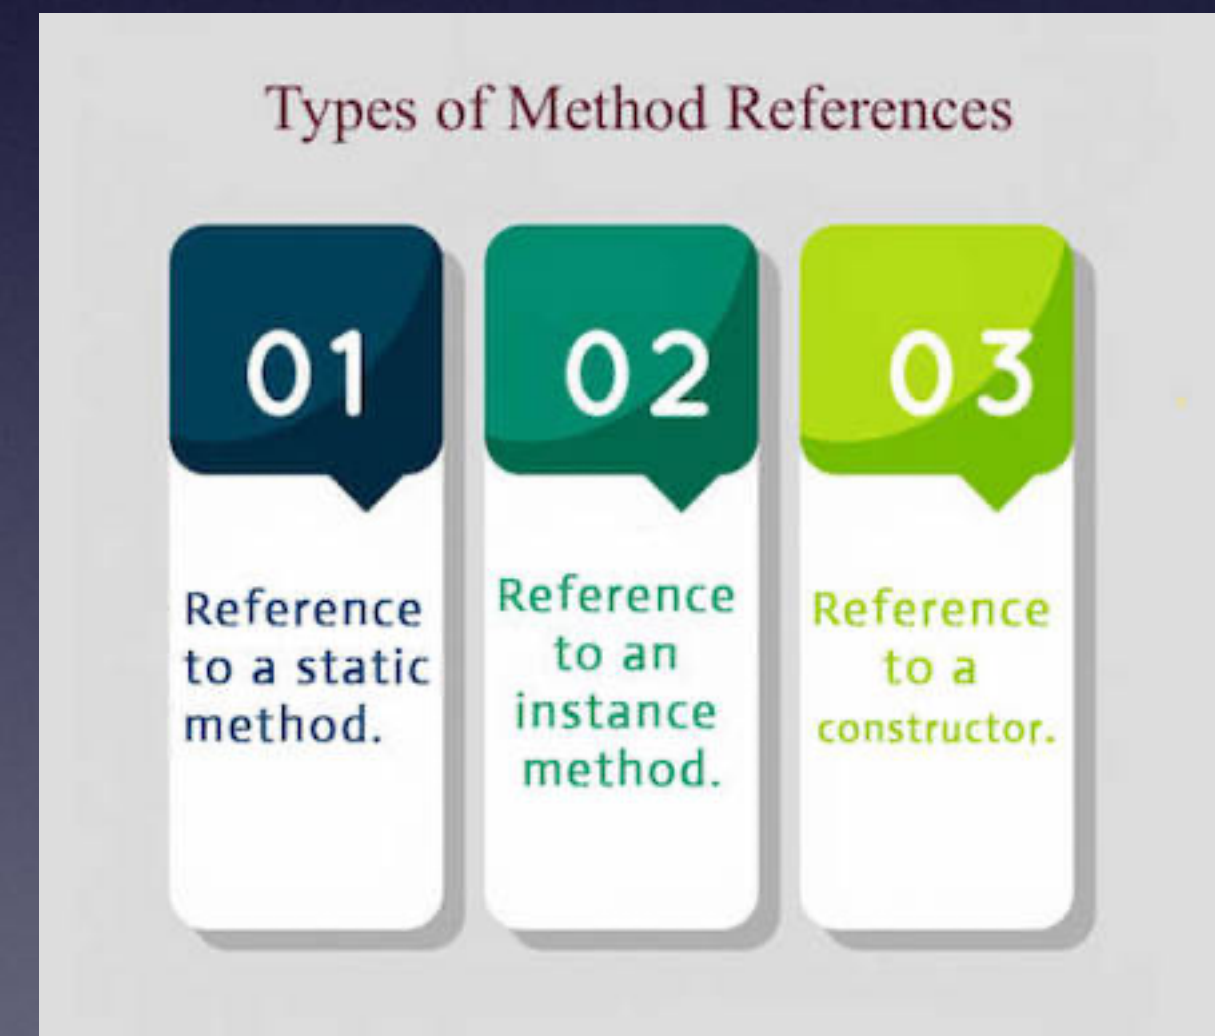 Types of Method References
01
Reference
to a static
method.
02
Reference
to an
instance
method.
03
Reference
to a
constructor.